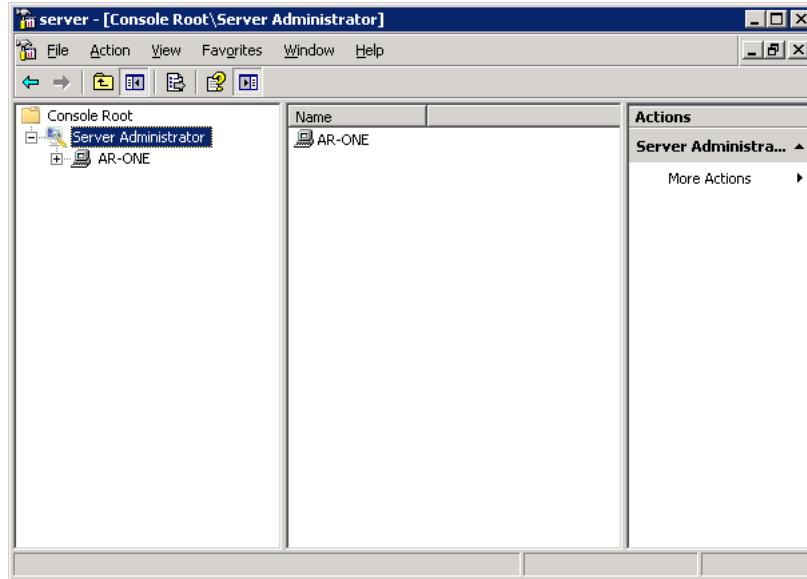 server - [Console Root\Server Administrator]
File Action View Favorites Window Help
Console Root
Server Administrator
AR-ONE
Name
AR-ONE
Actions
Server Administra...
More Actions